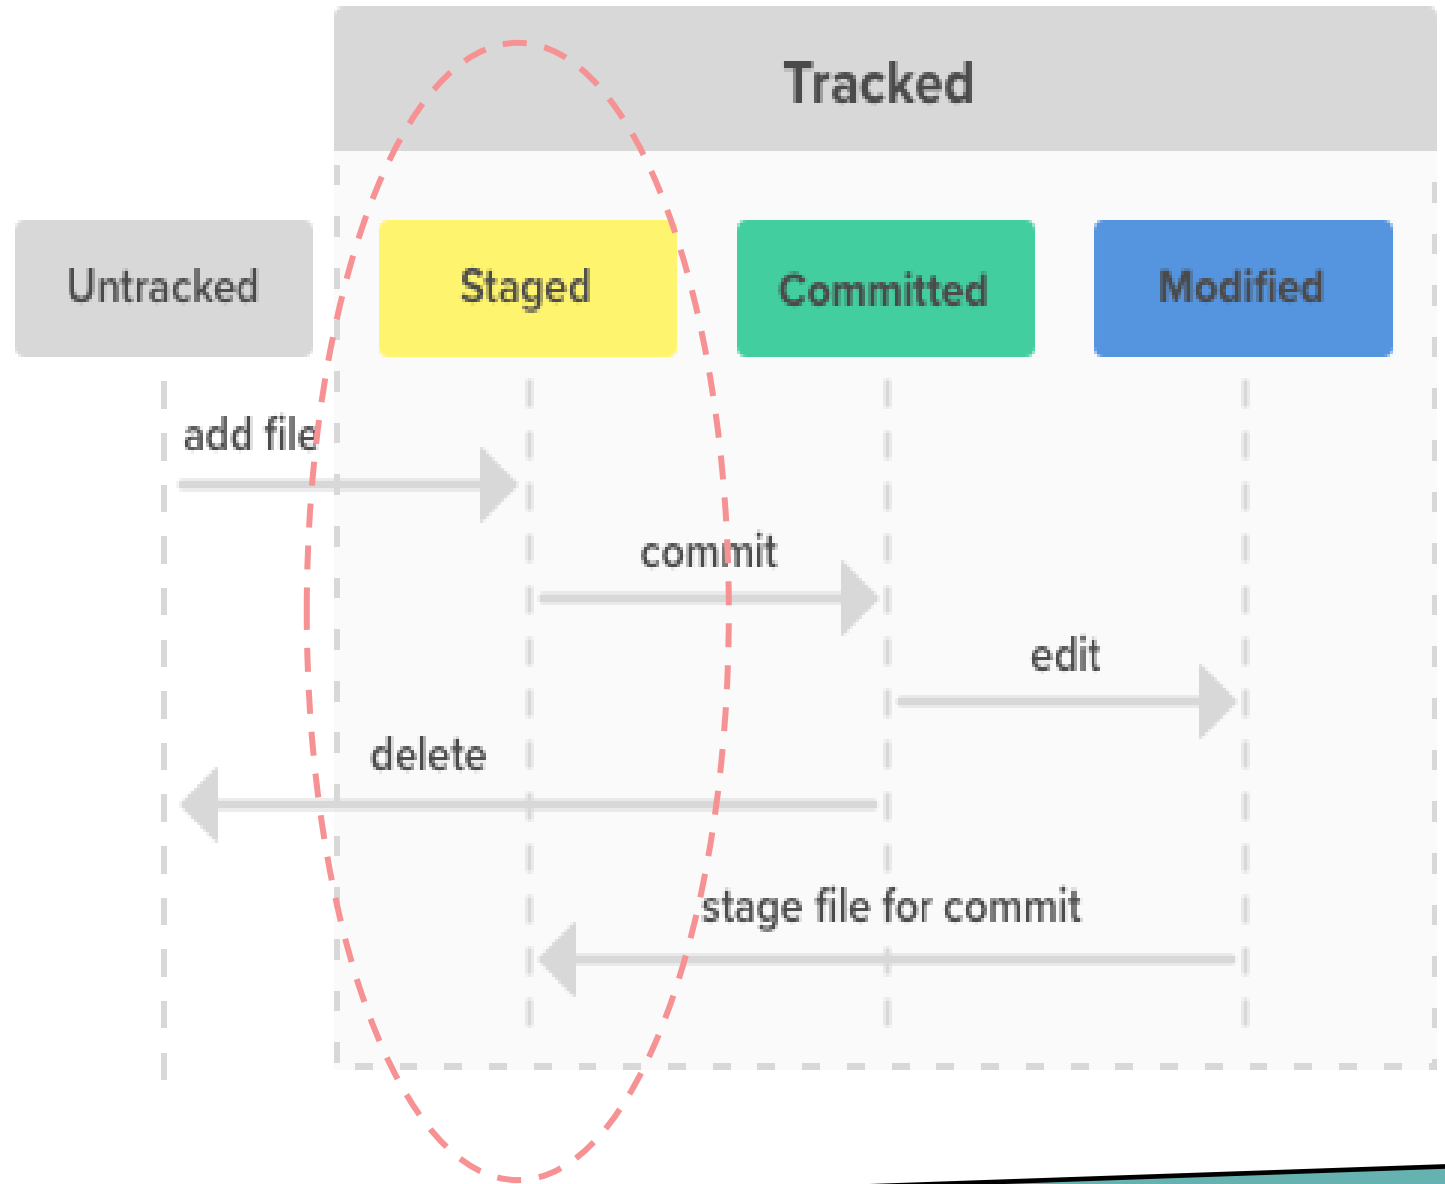 Tracked
Untracked
Staged
Committed
Modified
add file
commit
edit
delete
stage file for commit